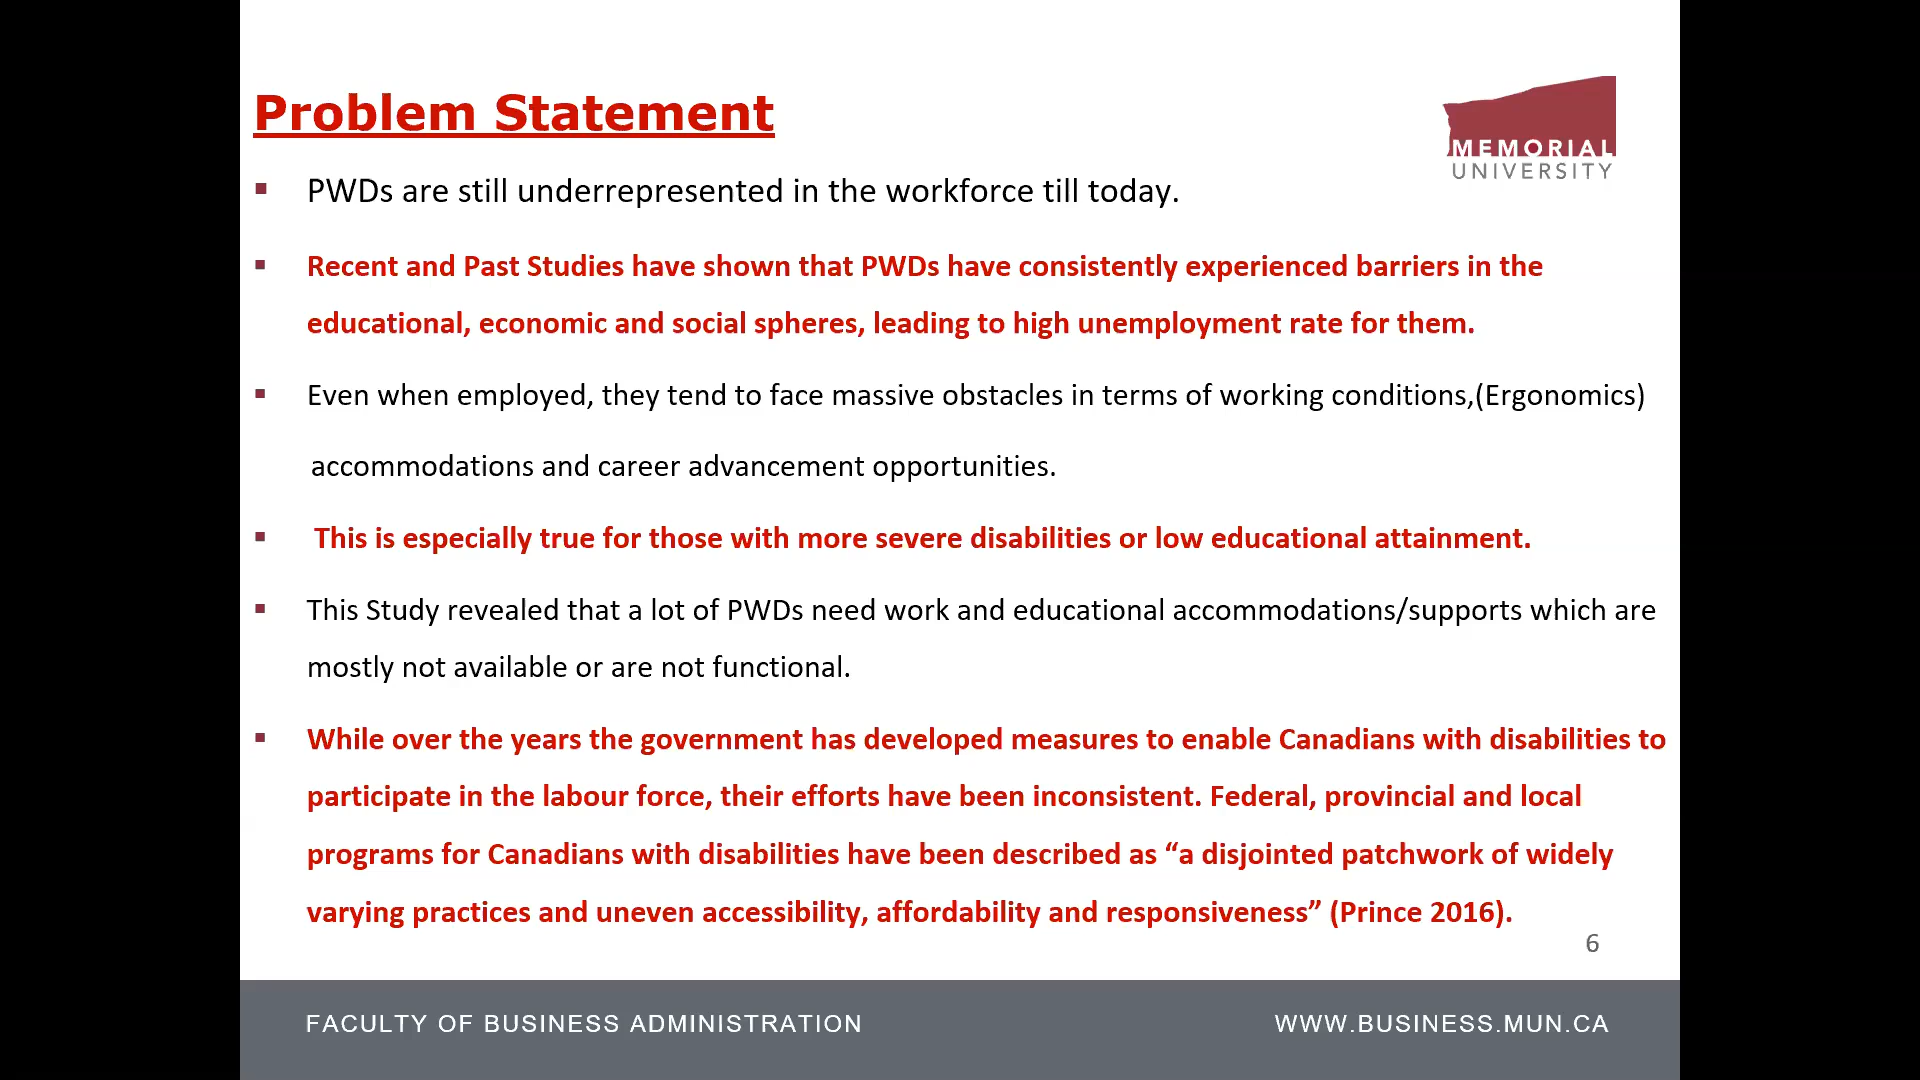 Problem Statement
MEMORIAL
UNIVERSITY
▪ PWDs are still underrepresented in the workforce till today.
▪ Recent and Past Studies have shown that PWDs have consistently experienced barriers in the
educational, economic and social spheres, leading to high unemployment rate for them.
▪ Even when employed, they tend to face massive obstacles in terms of working conditions,(Ergonomics)
accommodations and career advancement opportunities.
▪ This is especially true for those with more severe disabilities or low educational attainment.
▪ This Study revealed that a lot of PWDs need work and educational accommodations/supports which are
mostly not available or are not functional.
▪ While over the years the government has developed measures to enable Canadians with disabilities to
participate in the labour force, their efforts have been inconsistent. Federal, provincial and local
programs for Canadians with disabilities have been described as “a disjointed patchwork of widely
varying practices and uneven accessibility, affordability and responsiveness” (Prince 2016).
6
FACULTY OF BUSINESS ADMINISTRATION
WWW.BUSINESS.MUN.CA